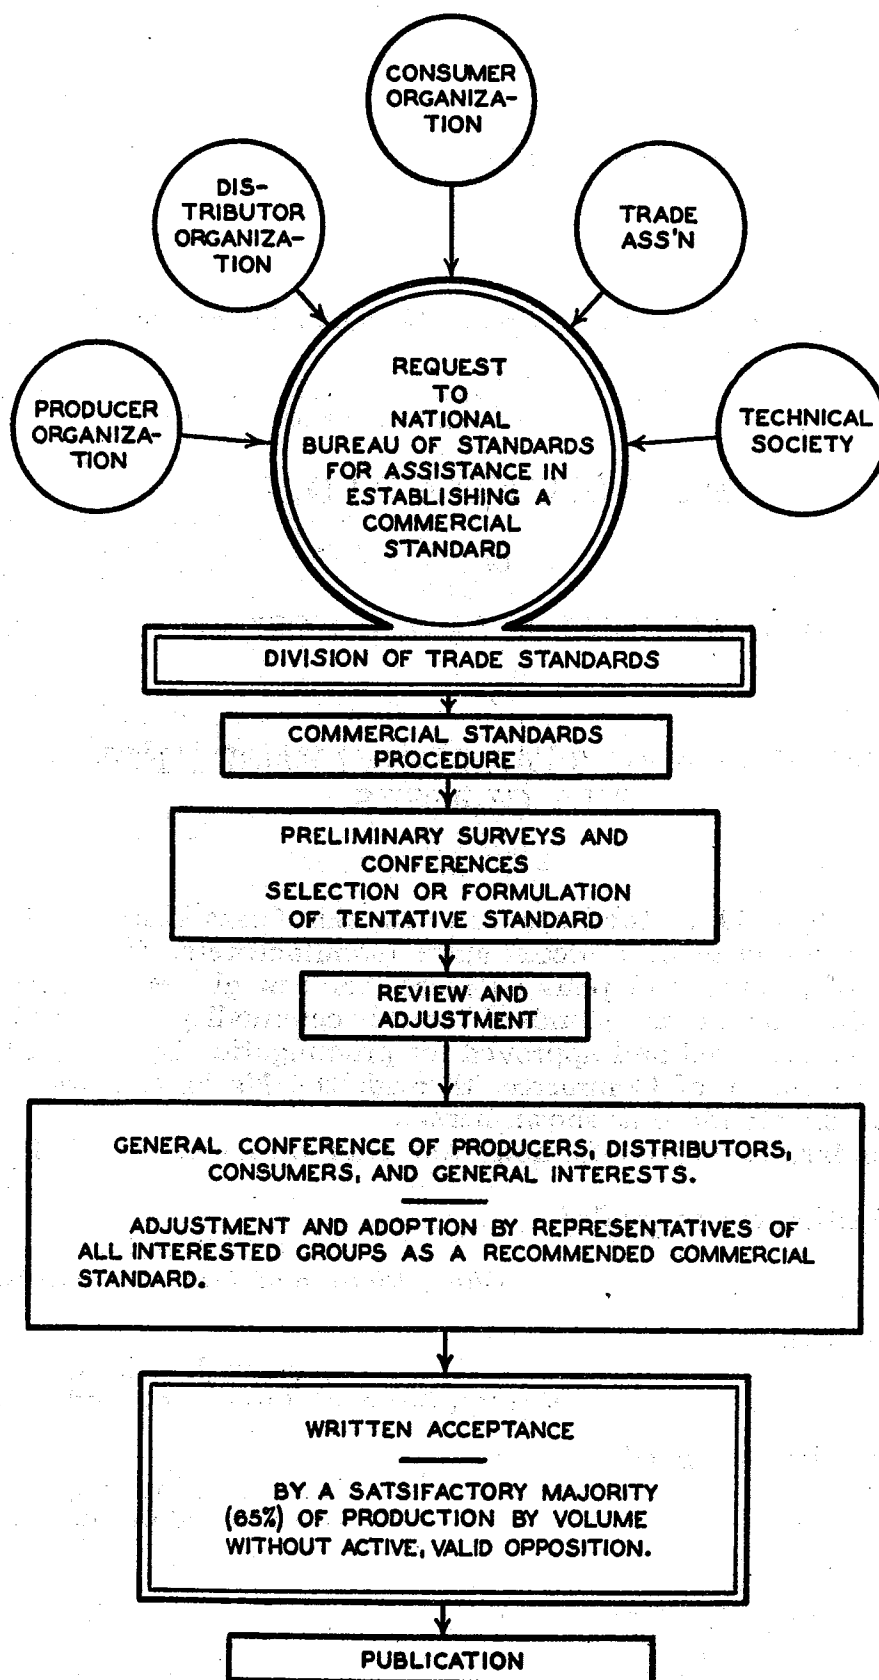 CONSUMER
ORGANIZA-
TION
DIS-
TRIBUTOR
ORGANIZA-
TION
TRADE
ASS'N
PRODUCER
ORGANIZA-
TION
TECHNICAL
SOCIETY
REQUEST
TO
NATIONAL
BUREAU OF STANDARDS
FOR ASSISTANCE IN
ESTABLISHING A
COMMERCIAL
STANDARD
DIVISION OF TRADE STANDARDS
COMMERCIAL STANDARDS
PROCEDURE
PRELIMINARY SURVEYS AND
CONFERENCES
SELECTION OR FORMULATION
OF TENTATIVE STANDARD
REVIEW AND
ADJUSTMENT
GENERAL CONFERENCE OF PRODUCERS, DISTRIBUTORS,
CONSUMERS, AND GENERAL INTERESTS.
ADJUSTMENT AND ADOPTION BY REPRESENTATIVES OF
ALL INTERESTED GROUPS AS A RECOMMENDED COMMERCIAL
STANDARD.
WRITTEN ACCEPTANCE
BY A SATSIFACTORY MAJORITY
(65%) OF PRODUCTION BY VOLUME
WITHOUT ACTIVE, VALID OPPOSITION.
PUBLICATION